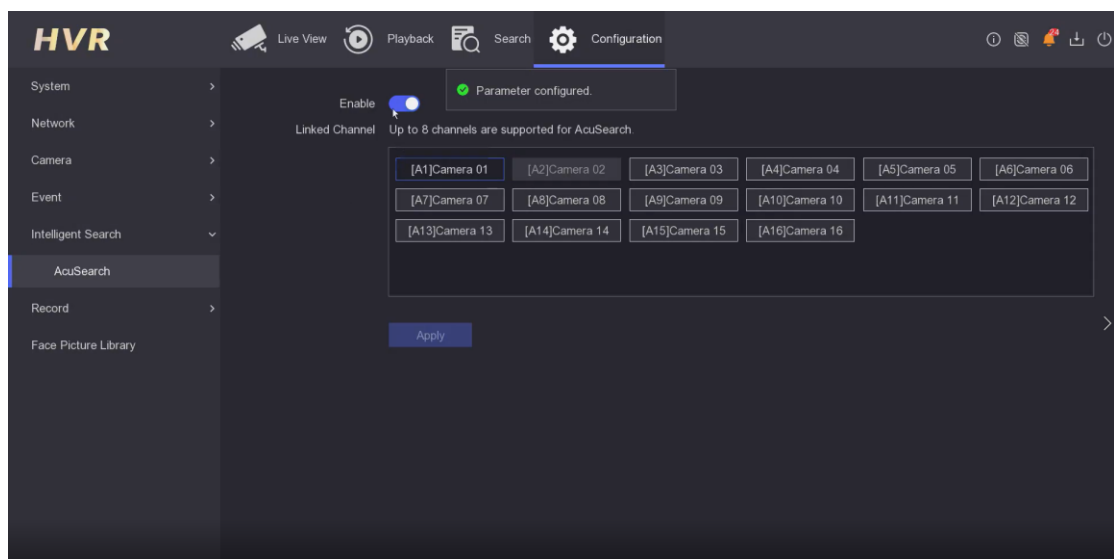 HVR Live View Playback Search Configuration 24
System
Network
Camera
Event
Intelligent Search
AcuSearch
Record
Face Picture Library
Parameter configured.
Enable
Linked Channel Up to 8 channels are supported for AcuSearch.
[A1]Camera 01 [A2]Camera 02 [A3]Camera 03 [A4]Camera 04 [A5]Camera 05 [A6]Camera 06
[A7]Camera 07 [A8]Camera 08 [A9]Camera 09 [A10]Camera 10 [A11]Camera 11 [A12]Camera 12
[A13]Camera 13 [A14]Camera 14 [A15]Camera 15 [A16]Camera 16
Apply